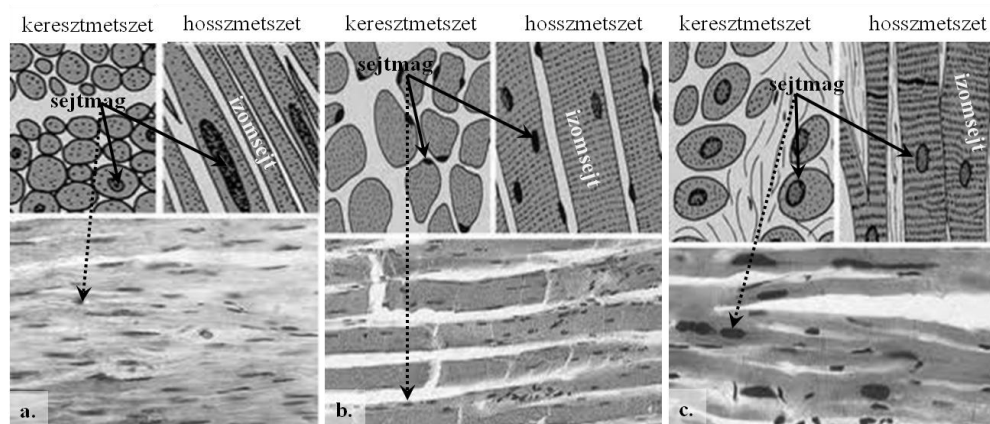 keresztmetszet hosszmetszet keresztmetszet hosszmetszet keresztmetszet hosszmetszet
sejtmag
izomsejt
a.
sejtmag
izomsejt
b.
sejtmag
izomsejt
c.